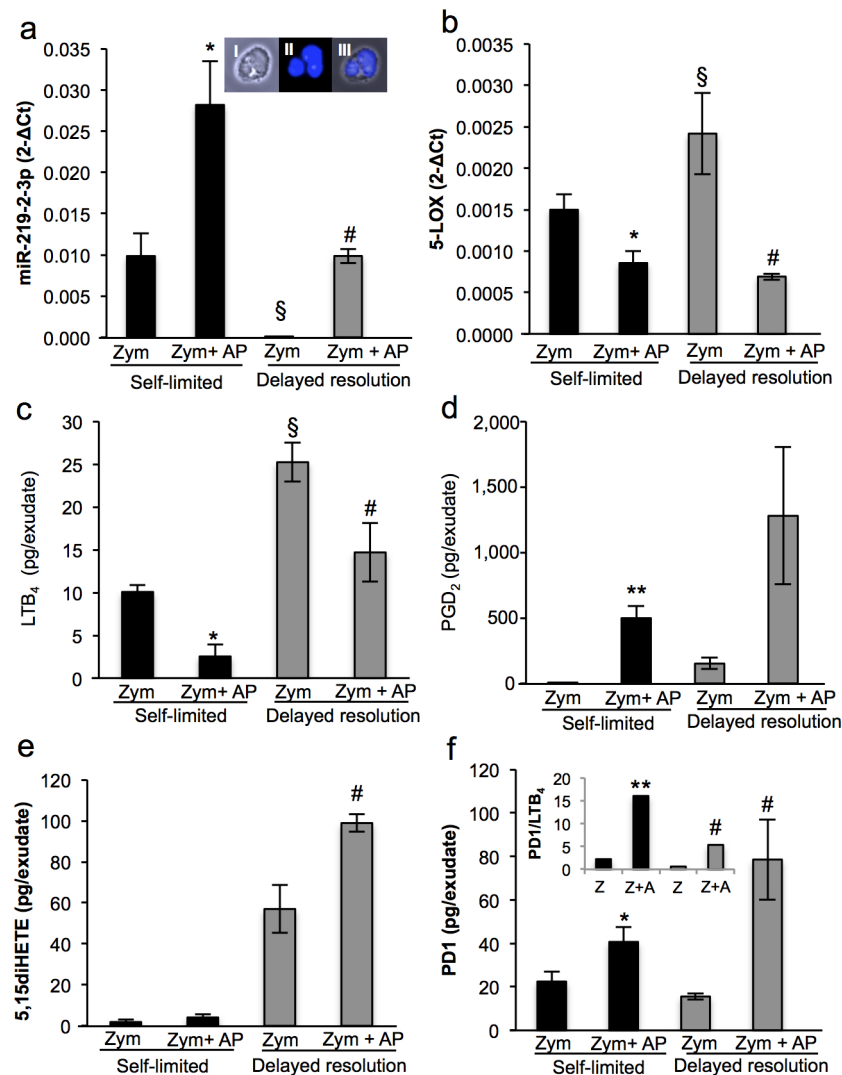 a
miR-219-2-3p (2-ΔCt)
0.035
0.030
0.025
0.020
0.015
0.010
0.005
0.000
*
I II III
§
#
Zym Zym+ AP Zym Zym + AP
Self-limited Delayed resolution
b
5-LOX (2-ΔCt)
0.0030
0.0025
0.0020
0.0015
0.0010
0.0005
0.0000
*
§
#
Zym Zym+ AP Zym Zym + AP
Self-limited Delayed resolution
c
LTB4 (pg/exudate)
30
25
20
15
10
5
0
*
§
#
Zym Zym+ AP Zym Zym + AP
Self-limited Delayed resolution
d
PGD2 (pg/exudate)
2,000
1,500
1,000
500
0
**
Zym Zym+ AP Zym Zym + AP
Self-limited Delayed resolution
e
5,15diHETE (pg/exudate)
120
100
80
60
40
20
0
#
Zym Zym+ AP Zym Zym + AP
Self-limited Delayed resolution
f
PD1 (pg/exudate)
120
100
80
60
40
20
0
PD1/LTB4
20
15
10
5
0
**
#
Z Z+A Z Z+A
*
#
Zym Zym+ AP Zym Zym + AP
Self-limited Delayed resolution